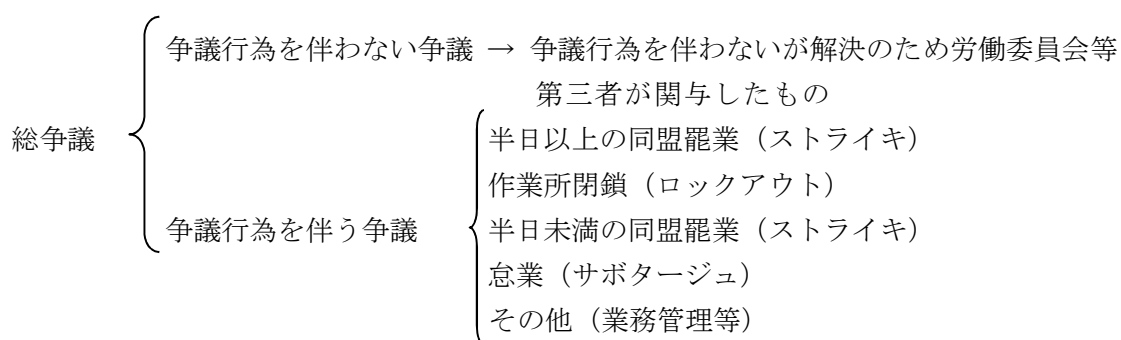 争議行為を伴わない争議 → 争議行為を伴わないが解決のため労働委員会等
第三者が関与したもの
総争議
半日以上の同盟罷業（ストライキ）
作業所閉鎖（ロックアウト）
争議行為を伴う争議
半日未満の同盟罷業（ストライキ）
怠業（サボタージュ）
その他（業務管理等）